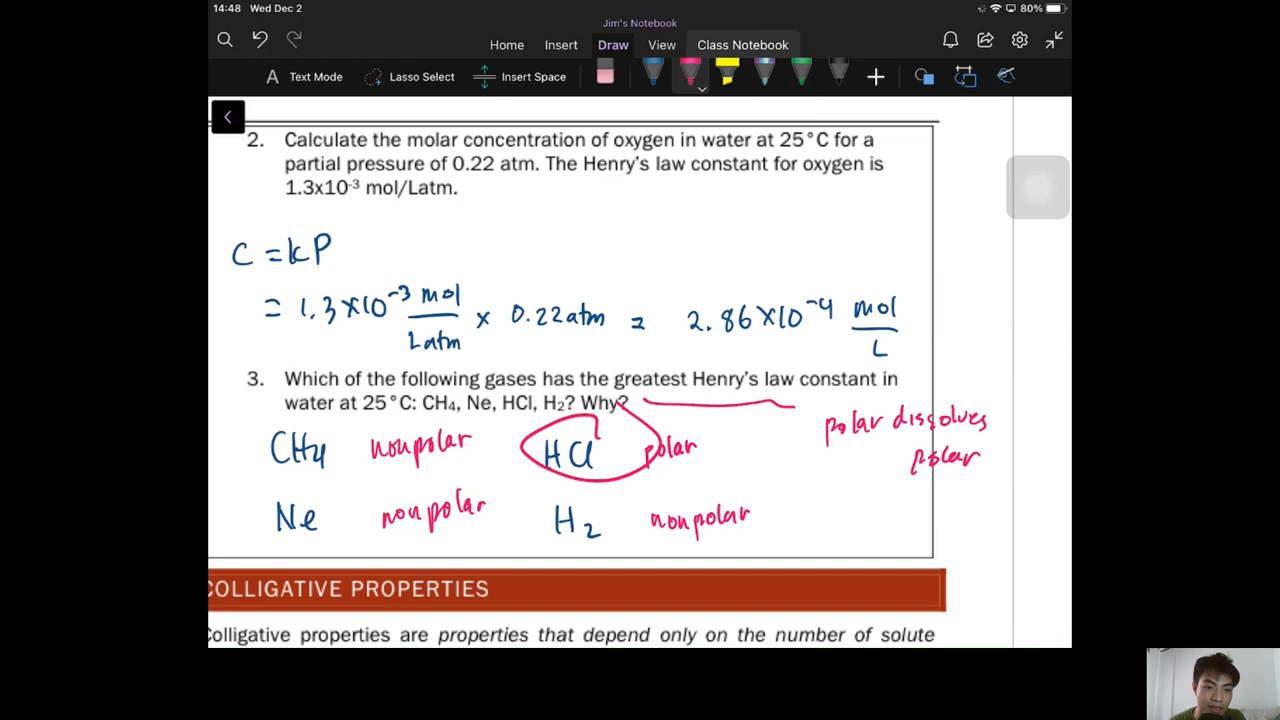 14:48 Wed Dec 2
80%
Jim's Notebook
Home Insert Draw View Class Notebook
Text Mode Lasso Select Insert Space
2. Calculate the molar concentration of oxygen in water at 25°C for a
partial pressure of 0.22 atm. The Henry's law constant for oxygen is
1.3x10⁻³ mol/Latm.
C = kP
= 1.3×10⁻³ mol/Latm × 0.22atm = 2.86×10⁻⁴ mol/L
3. Which of the following gases has the greatest Henry's law constant in
water at 25°C: CH₄, Ne, HCl, H₂? Why?
polar dissolves
polar
CH4 nonpolar HCl polar
Ne nonpolar H2 nonpolar
COLLIGATIVE PROPERTIES
Colligative properties are properties that depend only on the number of solute